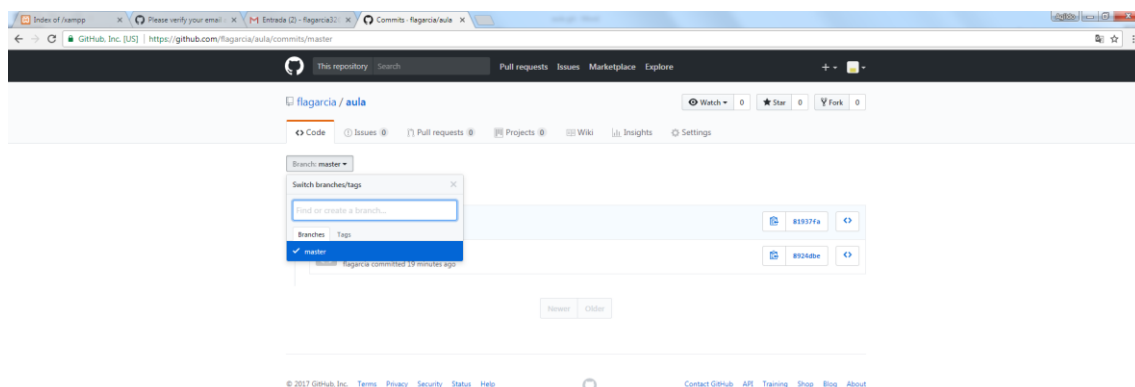 Index of /xampp
Please verify your email
Entrada (2) - flagarcia32
Commits · flagarcia/aula
GitHub, Inc. [US] | https://github.com/flagarcia/aula/commits/master
This repository Search Pull requests Issues Marketplace Explore
flagarcia / aula
Watch 0 Star 0 Fork 0
Code Issues 0 Pull requests 0 Projects 0 Wiki Insights Settings
Branch: master
Switch branches/tags
Find or create a branch...
81937fa
Branches Tags
master
8924dbe
flagarcia committed 19 minutes ago
Newer Older
© 2017 GitHub, Inc. Terms Privacy Security Status Help Contact GitHub API Training Shop Blog About